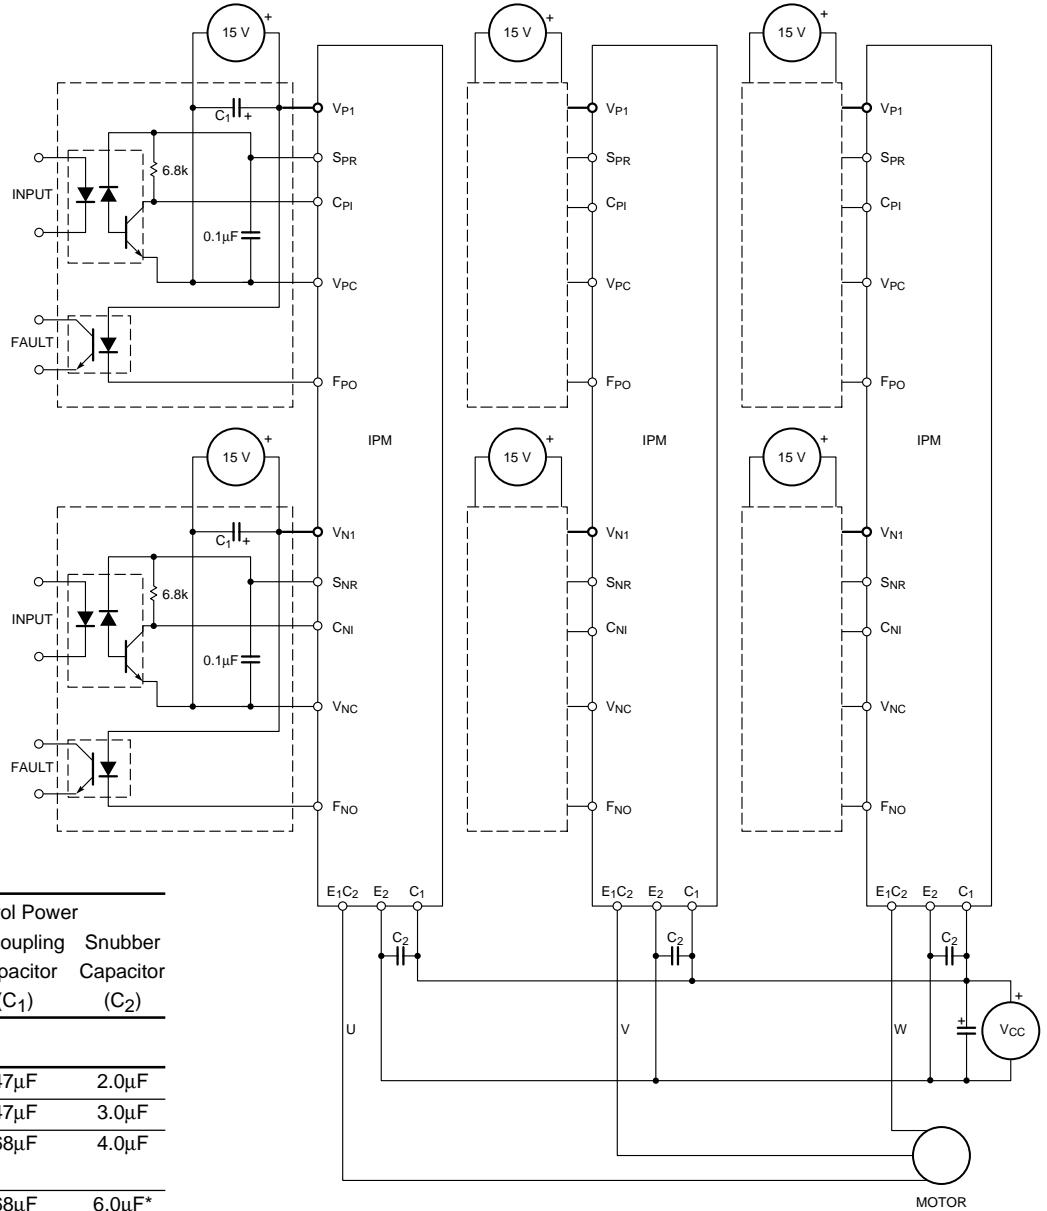 15 V +
15 V +
15 V +
C1 +
VP1
VP1
VP1
6.8k
SPR
SPR
SPR
INPUT
CPI
CPI
CPI
0.1µF
VPC
VPC
VPC
FAULT
FPO
FPO
FPO
IPM
IPM
IPM
15 V +
15 V +
15 V +
C1 +
VN1
VN1
VN1
6.8k
SNR
SNR
SNR
INPUT
CNI
CNI
CNI
0.1µF
VNC
VNC
VNC
FAULT
FNO
FNO
FNO
E1C2 E2 C1
E1C2 E2 C1
E1C2 E2 C1
C2
C2
C2
U
V
W
+
+
VCC
MOTOR
Power
Snubber
Capacitor
(C1) (C2)
2.0µF
3.0µF
4.0µF
6.0µF*